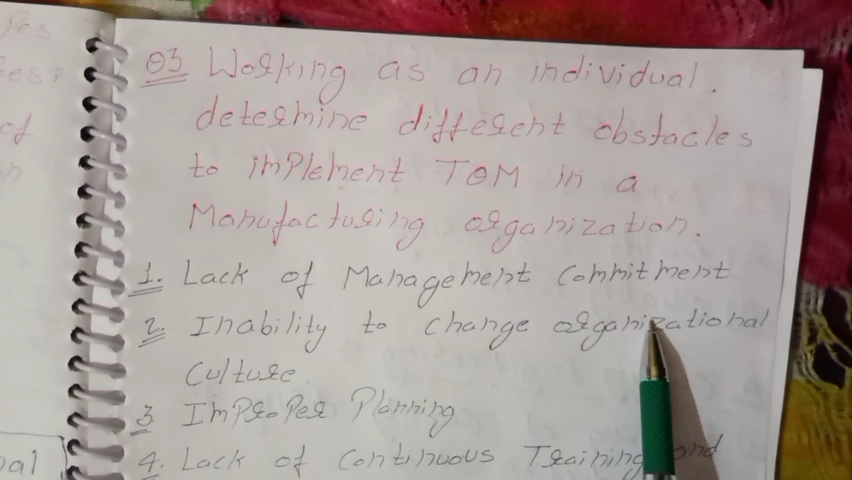 Q3 Working as an individual.
determine different obstacles
to implement TQM in a
Manufacturing organization.
1. Lack of Management Commitment
2. Inability to change organizational
Culture.
3. Improper Planning
4. Lack of Continuous Training and